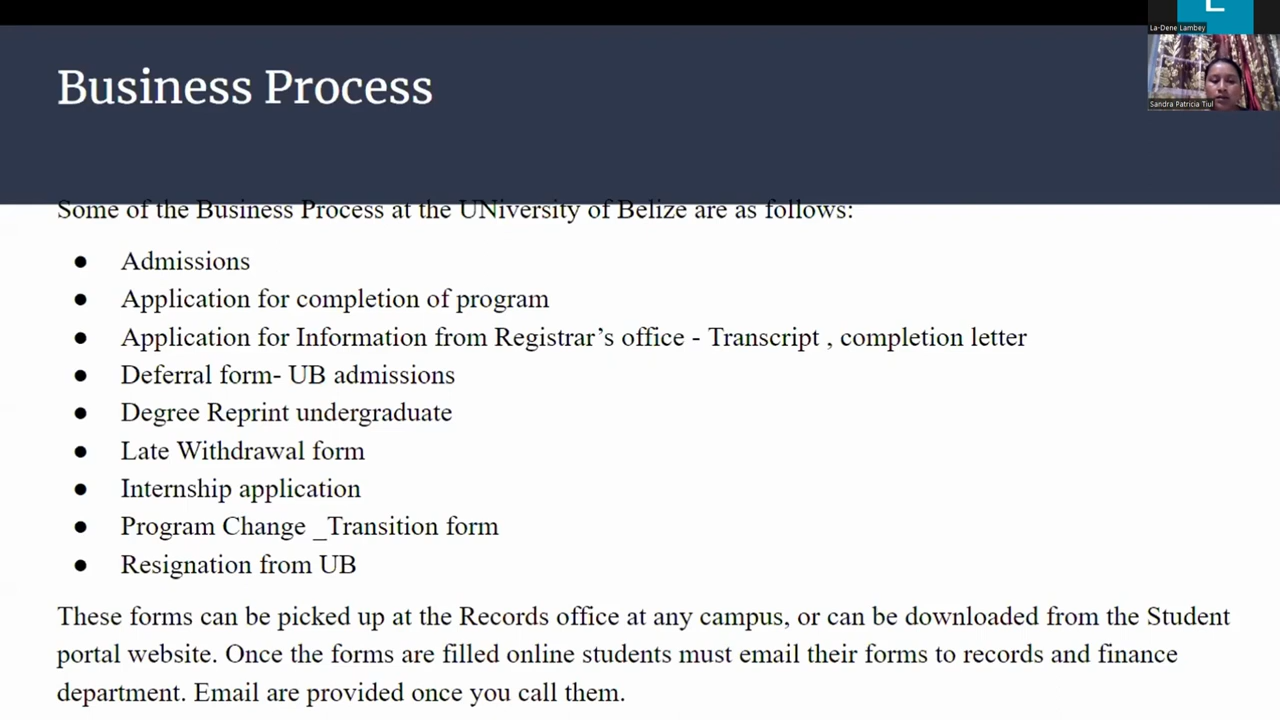 L
La-Dene Lambey
Business Process
Sandra Patricia Tiul
Some of the Business Process at the UNiversity of Belize are as follows:
● Admissions
● Application for completion of program
● Application for Information from Registrar’s office - Transcript , completion letter
● Deferral form- UB admissions
● Degree Reprint undergraduate
● Late Withdrawal form
● Internship application
● Program Change _Transition form
● Resignation from UB
These forms can be picked up at the Records office at any campus, or can be downloaded from the Student
portal website. Once the forms are filled online students must email their forms to records and finance
department. Email are provided once you call them.